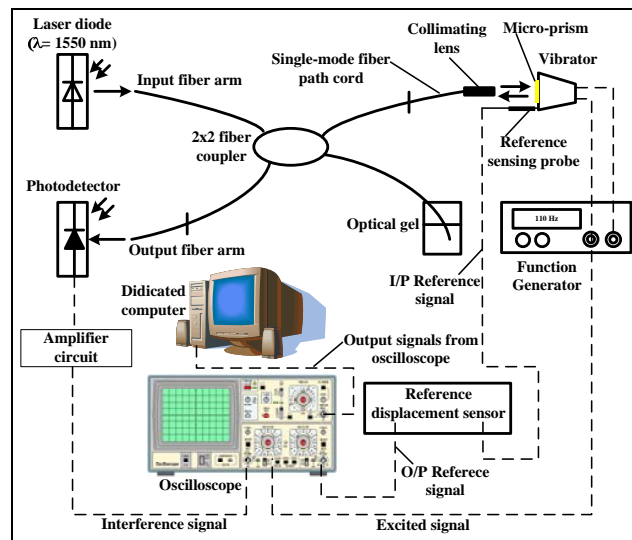 Laser diode
(λ= 1550 nm)
Input fiber arm
Single-mode fiber
path cord
Collimating
lens
Micro-prism
Vibrator
2x2 fiber
coupler
Reference
sensing probe
Photodetector
Output fiber arm
Optical gel
110 Hz
Function
Generator
I/P Reference
signal
Didicated
computer
Amplifier
circuit
Output signals from
oscilloscope
Reference
displacement sensor
Oscilloscope
O/P Referece
signal
Interference signal
Excited signal